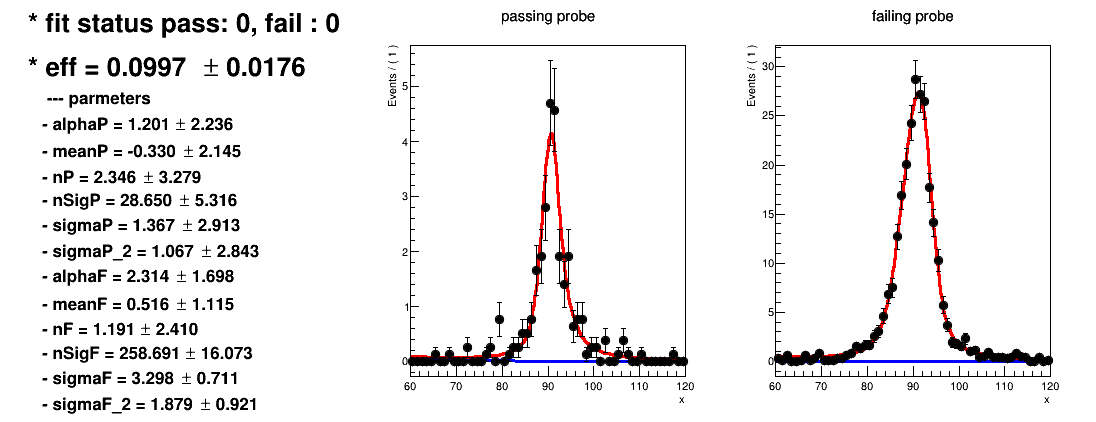 * fit status pass: 0, fail : 0
* eff = 0.0997 ± 0.0176
--- parmeters
- alphaP = 1.201 ± 2.236
- meanP = -0.330 ± 2.145
- nP = 2.346 ± 3.279
- nSigP = 28.650 ± 5.316
- sigmaP = 1.367 ± 2.913
- sigmaP_2 = 1.067 ± 2.843
- alphaF = 2.314 ± 1.698
- meanF = 0.516 ± 1.115
- nF = 1.191 ± 2.410
- nSigF = 258.691 ± 16.073
- sigmaF = 3.298 ± 0.711
- sigmaF_2 = 1.879 ± 0.921
passing probe
Events / ( 1 )
5
4
3
2
1
0
60 70 80 90 100 110 120
x
failing probe
Events / ( 1 )
30
25
20
15
10
5
0
60 70 80 90 100 110 120
x